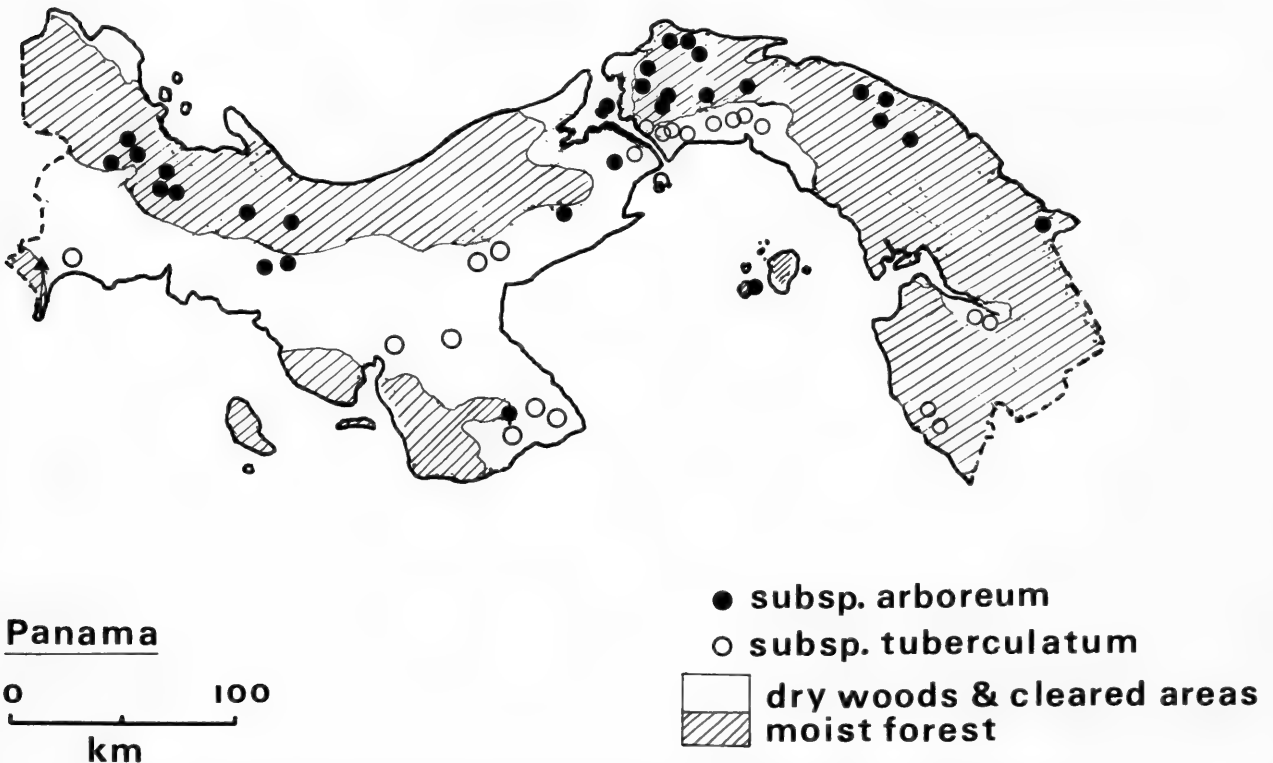 subsp. arboreum
subsp. tuberculatum
dry woods & cleared areas
moist forest
Panama
0 100
km